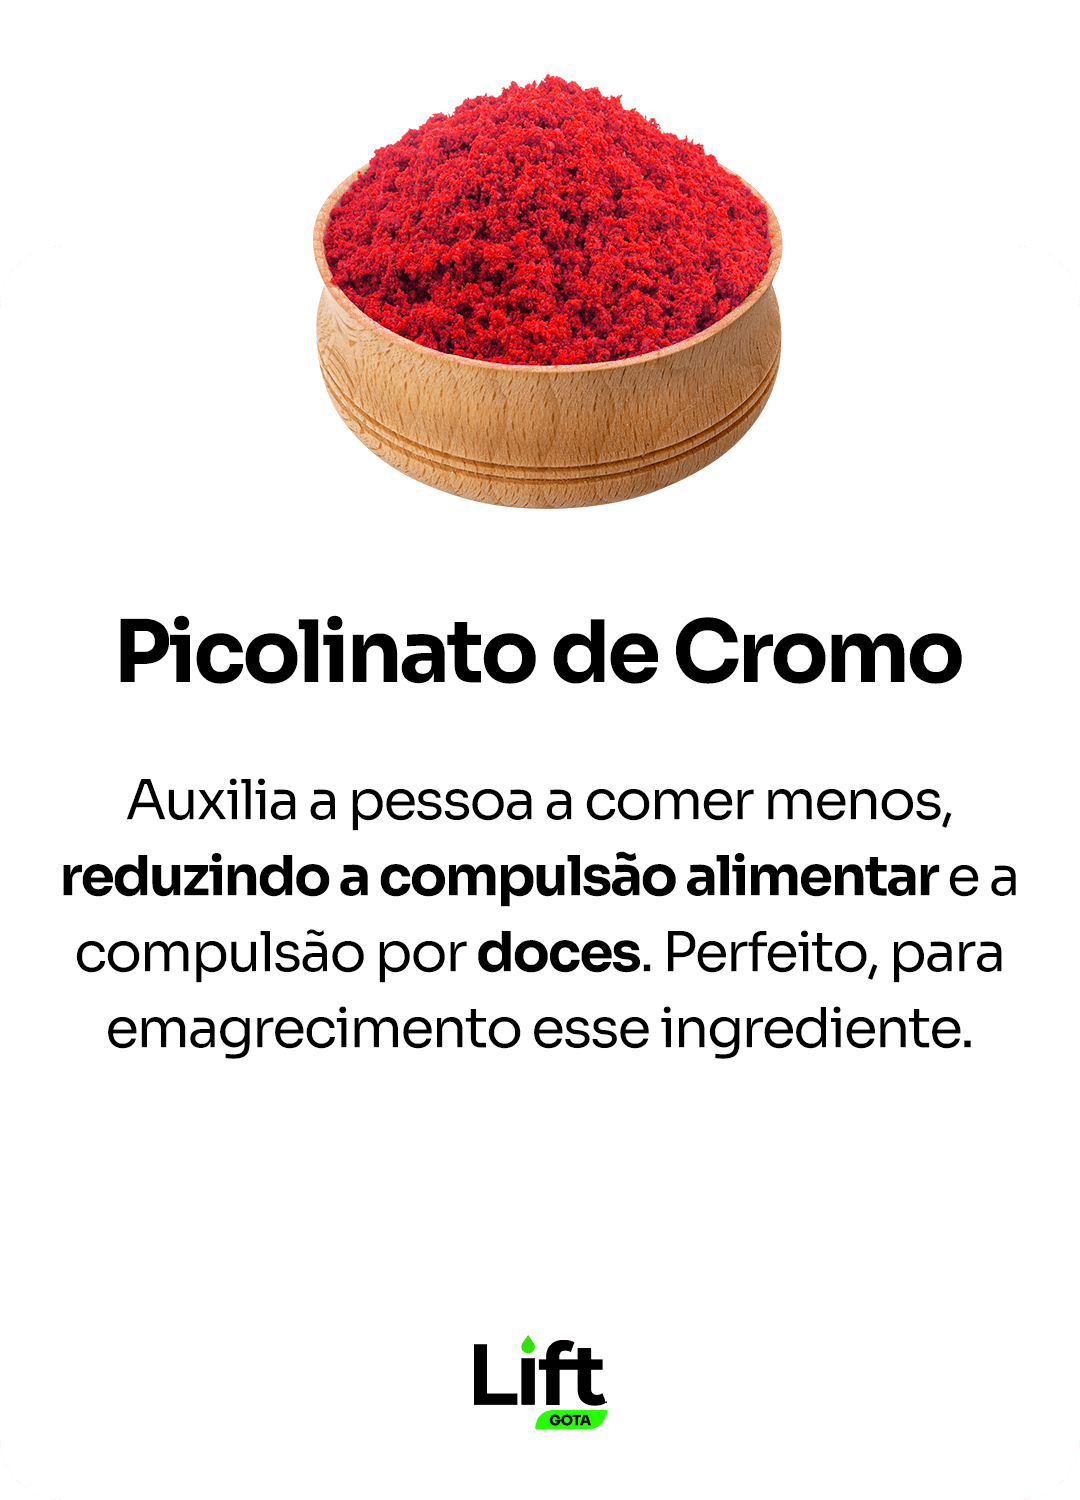 Picolinato de Cromo
Auxilia a pessoa a comer menos,
reduzindo a compulsão alimentar e a
compulsão por doces. Perfeito, para
emagrecimento esse ingrediente.
Lift
GOTA